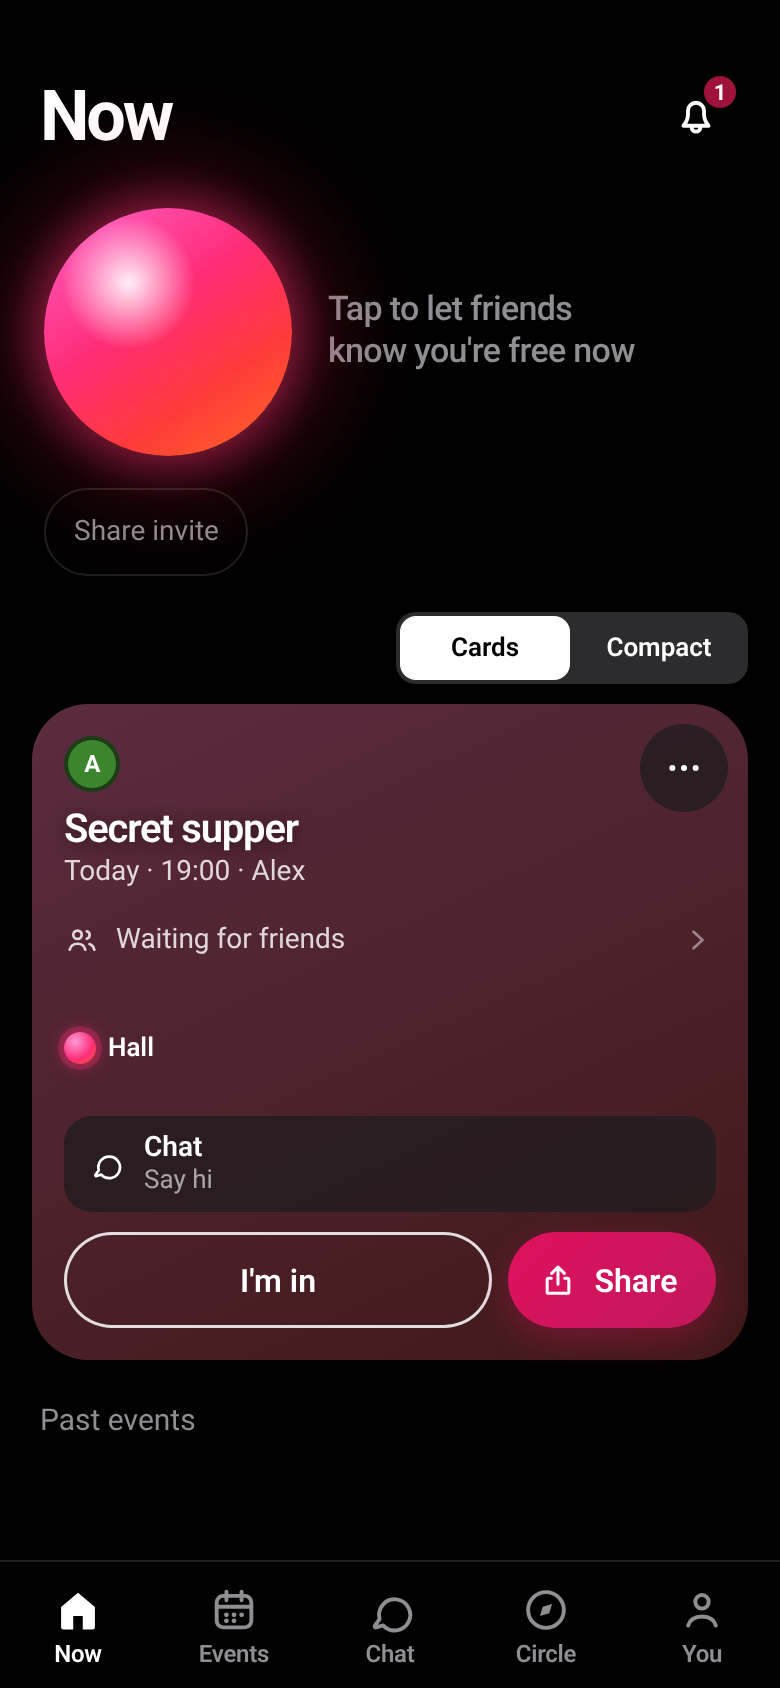 Now
1
Tap to let friends
know you're free now
Share invite
Cards
Compact
A
Secret supper
Today · 19:00 · Alex
Waiting for friends
Hall
Chat
Say hi
I'm in
Share
Past events
Now
Events
Chat
Circle
You